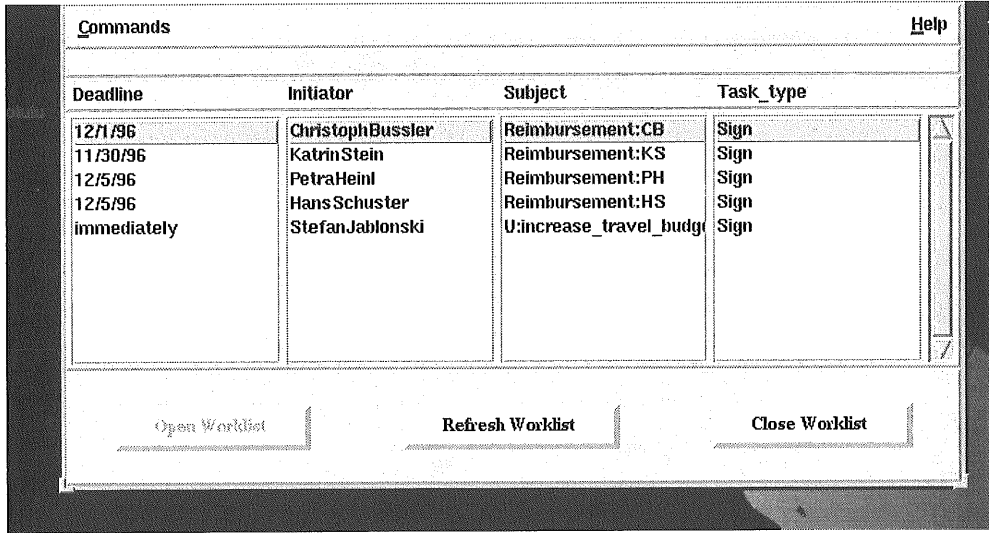 Commands Help
Deadline Initiator Subject Task_type
12/1/96 ChristophBussler Reimbursement:CB Sign
11/30/96 KatrinStein Reimbursement:KS Sign
12/5/96 PetraHeinl Reimbursement:PH Sign
12/5/96 HansSchuster Reimbursement:HS Sign
immediately StefanJablonski U:increase_travel_budg Sign
Open Worklist Refresh Worklist Close Worklist